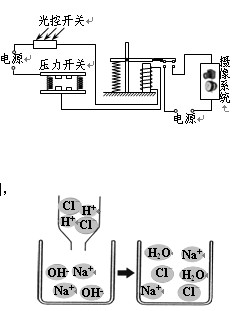 光控开关
电源
压力开关
电源
摄像系统
,
Cl
H+
H+
Cl
OH- Na+
Na+ OH-
H2O Na+
Cl H2O
Na+ Cl